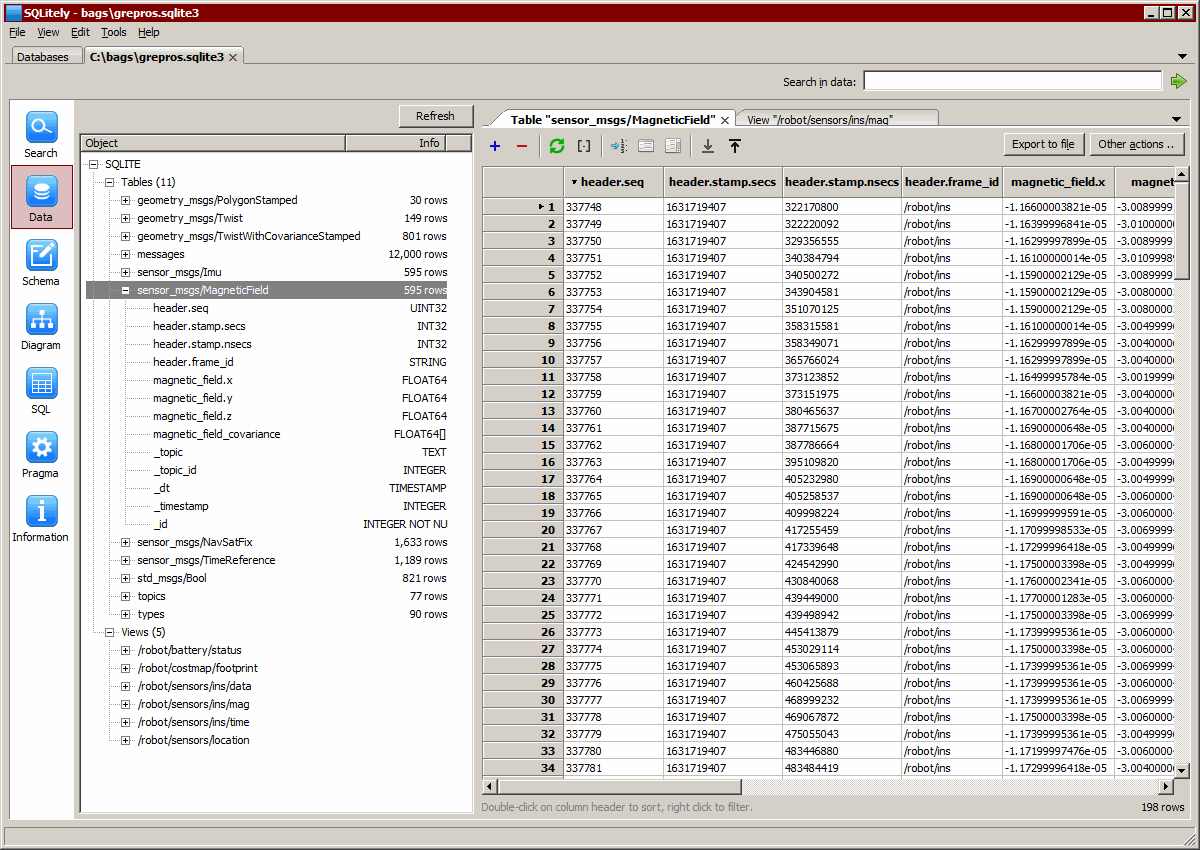 SQLitely - bags\grepros.sqlite3
File View Edit Tools Help
Databases C:\bags\grepros.sqlite3
Search in data:
Search
Data
Schema
Diagram
SQL
Pragma
Information
Refresh
Object Info
SQLITE
Tables (11)
geometry_msgs/PolygonStamped 30 rows
geometry_msgs/Twist 149 rows
geometry_msgs/TwistWithCovarianceStamped 801 rows
messages 12,000 rows
sensor_msgs/Imu 595 rows
sensor_msgs/MagneticField 595 rows
header.seq UINT32
header.stamp.secs INT32
header.stamp.nsecs INT32
header.frame_id STRING
magnetic_field.x FLOAT64
magnetic_field.y FLOAT64
magnetic_field.z FLOAT64
magnetic_field_covariance FLOAT64[]
_topic TEXT
_topic_id INTEGER
_dt TIMESTAMP
_timestamp INTEGER
_id INTEGER NOT NU
sensor_msgs/NavSatFix 1,633 rows
sensor_msgs/TimeReference 1,189 rows
std_msgs/Bool 821 rows
topics 77 rows
types 90 rows
Views (5)
/robot/battery/status
/robot/costmap/footprint
/robot/sensors/ins/data
/robot/sensors/ins/mag
/robot/sensors/ins/time
/robot/sensors/location
Table "sensor_msgs/MagneticField" View "/robot/sensors/ins/mag"
Export to file Other actions ..
header.seq header.stamp.secs header.stamp.nsecs header.frame_id magnetic_field.x magnet
1 337748 1631719407 322170800 /robot/ins -1.16600003821e-05 -3.0089999
2 337749 1631719407 322220092 /robot/ins -1.16399996841e-05 -3.0100000
3 337750 1631719407 329356555 /robot/ins -1.16299997899e-05 -3.0089999
4 337751 1631719407 340384794 /robot/ins -1.16100000014e-05 -3.0109998
5 337752 1631719407 340500272 /robot/ins -1.15900002129e-05 -3.0089999
6 337753 1631719407 343904581 /robot/ins -1.15900002129e-05 -3.0080000
7 337754 1631719407 351070125 /robot/ins -1.15900002129e-05 -3.0080000
8 337755 1631719407 358315581 /robot/ins -1.16100000014e-05 -3.0049999
9 337756 1631719407 358349071 /robot/ins -1.16299997899e-05 -3.0040000
10 337757 1631719407 365766024 /robot/ins -1.16299997899e-05 -3.0040000
11 337758 1631719407 373123852 /robot/ins -1.16499995784e-05 -3.0019999
12 337759 1631719407 373151975 /robot/ins -1.16600003821e-05 -3.0040000
13 337760 1631719407 380465637 /robot/ins -1.16700002764e-05 -3.0040000
14 337761 1631719407 387715675 /robot/ins -1.16900000648e-05 -3.0040000
15 337762 1631719407 387786664 /robot/ins -1.16800001706e-05 -3.0060000
16 337763 1631719407 395109820 /robot/ins -1.16800001706e-05 -3.0049999
17 337764 1631719407 405232980 /robot/ins -1.16900000648e-05 -3.0049999
18 337765 1631719407 405258537 /robot/ins -1.16900000648e-05 -3.0060000
19 337766 1631719407 409998224 /robot/ins -1.16999999591e-05 -3.0060000
20 337767 1631719407 417255459 /robot/ins -1.17099998533e-05 -3.0069999
21 337768 1631719407 417339648 /robot/ins -1.17299996418e-05 -3.0049999
22 337769 1631719407 424542990 /robot/ins -1.17500003398e-05 -3.0049999
23 337770 1631719407 430840068 /robot/ins -1.17600002341e-05 -3.0060000
24 337771 1631719407 439449000 /robot/ins -1.17700001283e-05 -3.0060000
25 337772 1631719407 439498942 /robot/ins -1.17500003398e-05 -3.0069999
26 337773 1631719407 445413879 /robot/ins -1.17399995361e-05 -3.0060000
27 337774 1631719407 453029114 /robot/ins -1.17500003398e-05 -3.0060000
28 337775 1631719407 453065893 /robot/ins -1.17399995361e-05 -3.0069999
29 337776 1631719407 460425688 /robot/ins -1.17399995361e-05 -3.0060000
30 337777 1631719407 468999232 /robot/ins -1.17399995361e-05 -3.0069999
31 337778 1631719407 469067872 /robot/ins -1.17500003398e-05 -3.0060000
32 337779 1631719407 475055043 /robot/ins -1.17399995361e-05 -3.0049999
33 337780 1631719407 483446880 /robot/ins -1.17199997476e-05 -3.0060000
34 337781 1631719407 483484419 /robot/ins -1.17299996418e-05 -3.0040000
Double-click on column header to sort, right click to filter. 198 rows